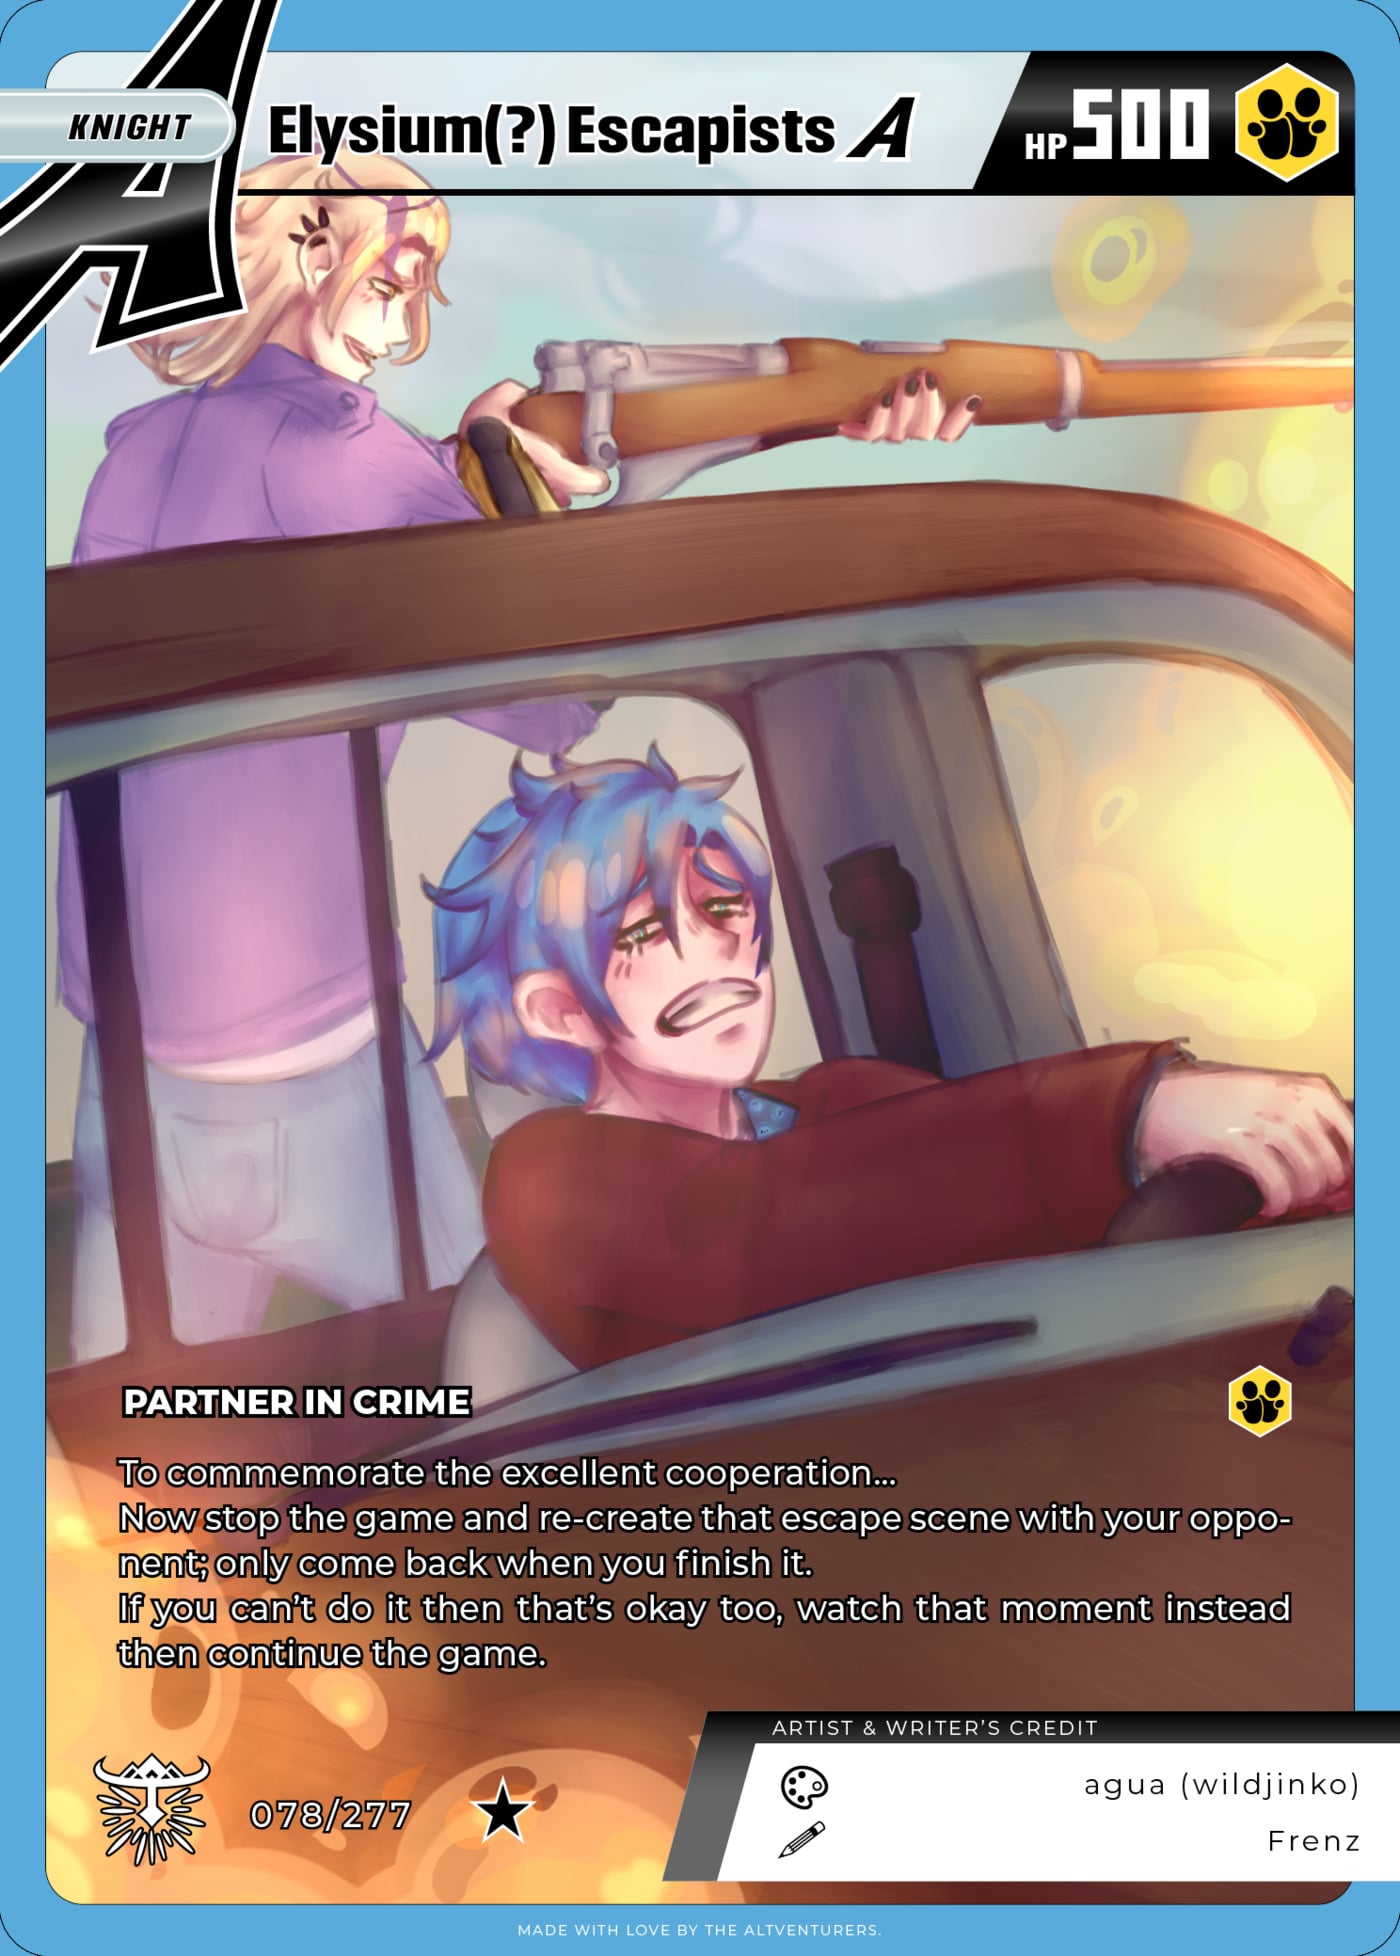 KNIGHT
Elysium(?) Escapists A
HP 500
PARTNER IN CRIME
To commemorate the excellent cooperation...
Now stop the game and re-create that escape scene with your oppo-
nent; only come back when you finish it.
If you can't do it then that's okay too, watch that moment instead
then continue the game.
ARTIST & WRITER'S CREDIT
agua (wildjinko)
Frenz
078/277
MADE WITH LOVE BY THE ALTVENTURERS.